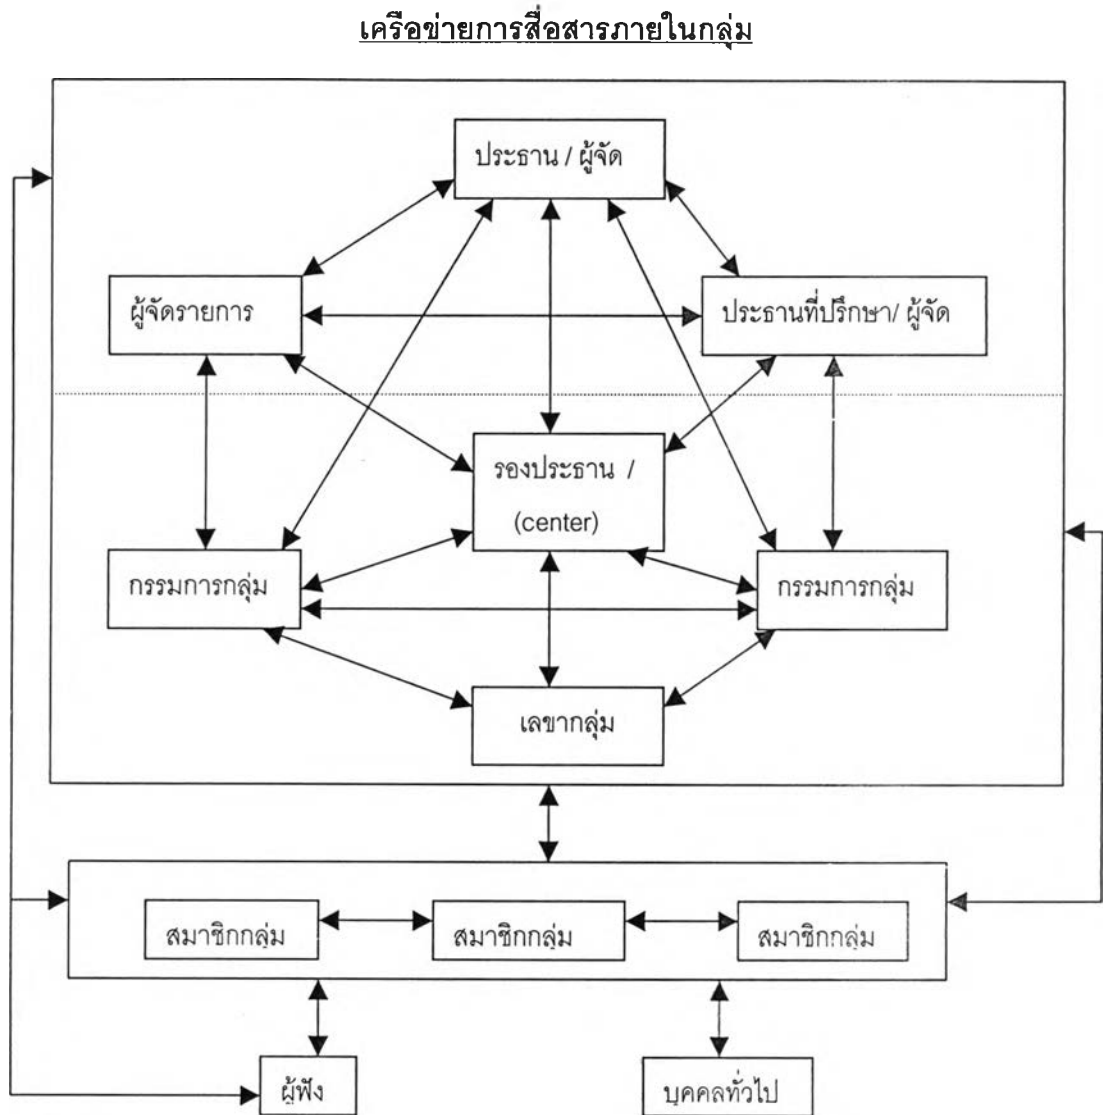 เครือข่ายการสื่อสารภายในกลุ่ม
ประธาน / ผู้จัด
ผู้จัดรายการ
ประธานที่ปรึกษา/ ผู้จัด
รองประธาน /
(center)
กรรมการกลุ่ม
กรรมการกลุ่ม
เลขากลุ่ม
สมาชิกกลุ่ม
สมาชิกกลุ่ม
สมาชิกกลุ่ม
ผู้ฟัง
บุคคลทั่วไป